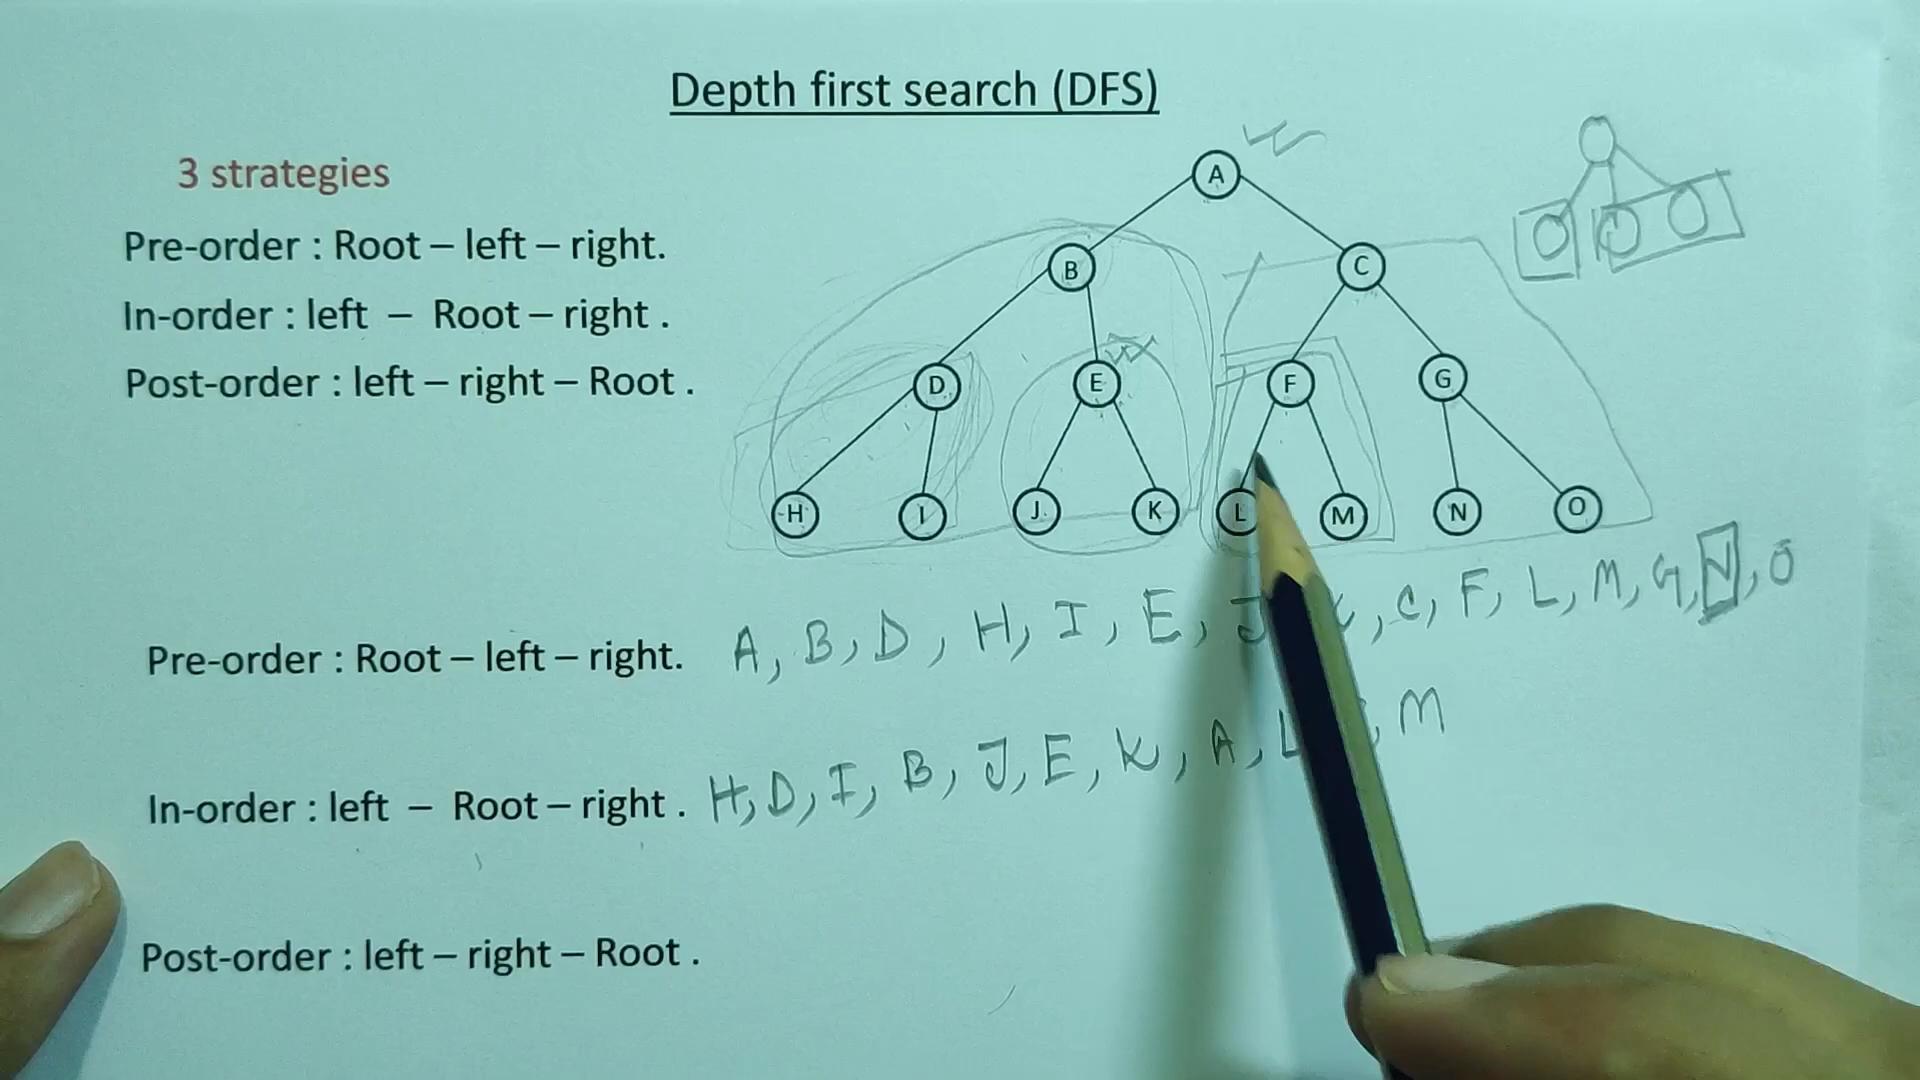 Depth first search (DFS)
3 strategies
Pre-order : Root – left – right.
In-order : left – Root – right .
Post-order : left – right – Root .
A
B C
D E F G
H I J K L M N O
Pre-order : Root – left – right. A, B, D, H, I, E, J , C, F, L, M, G, N, O
In-order : left – Root – right . H, D, I, B, J, E, K, A, L , M
Post-order : left – right – Root .